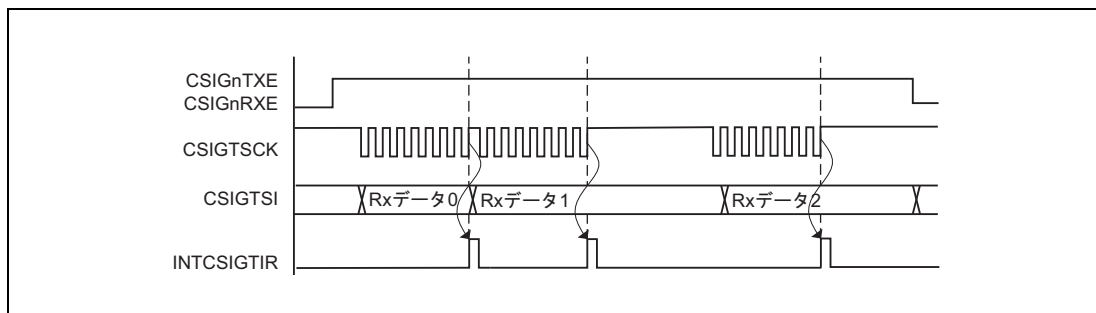 CSIGnTXE
CSIGnRXE
CSIGTSCK
CSIGTSI
Rxデータ0
Rxデータ1
Rxデータ2
INTCSIGTIR